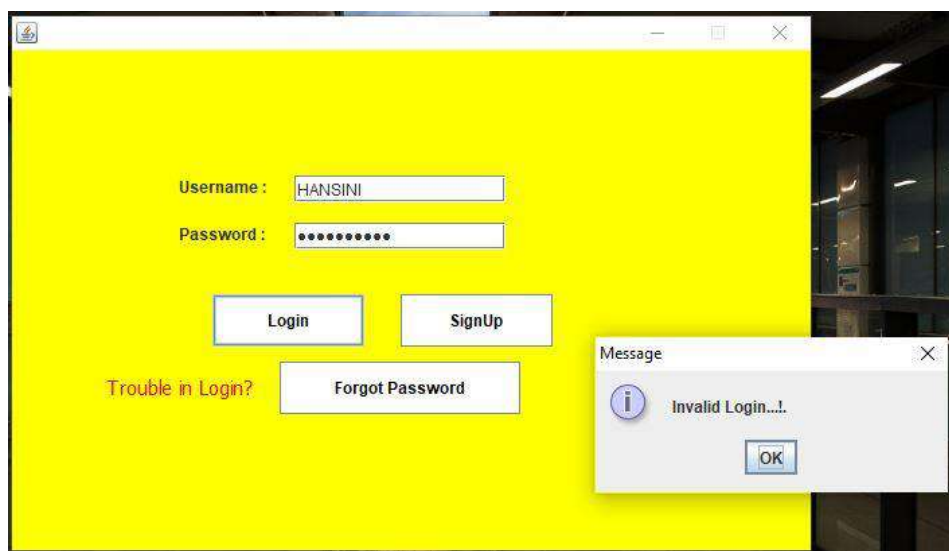 Username :
HANSINI
Password :
●●●●●●●●●●
Login
SignUp
Trouble in Login?
Forgot Password
Message
Invalid Login...!.
OK